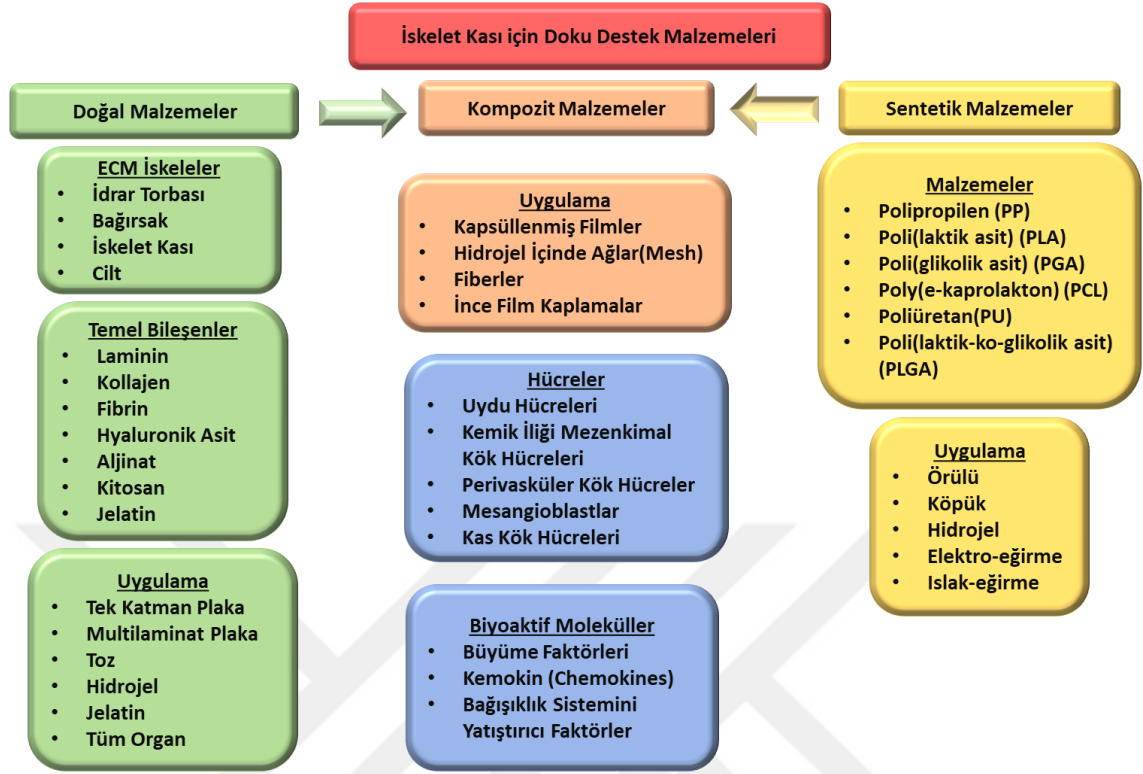 İskelet Kası için Doku Destek Malzemeleri
Doğal Malzemeler
Kompozit Malzemeler
Sentetik Malzemeler
ECM İskeleler
• İdrar Torbası
• Bağırsak
• İskelet Kası
• Cilt
Temel Bileşenler
• Laminin
• Kollajen
• Fibrin
• Hyaluronik Asit
• Aljinat
• Kitosan
• Jelatin
Uygulama
• Tek Katman Plaka
• Multilaminat Plaka
• Toz
• Hidrojel
• Jelatin
• Tüm Organ
Uygulama
• Kapsüllenmiş Filmler
• Hidrojel İçinde Ağlar(Mesh)
• Fiberler
• İnce Film Kaplamalar
Hücreler
• Uydu Hücreleri
• Kemik İliği Mezenkimal
Kök Hücreleri
• Perivasküler Kök Hücreler
• Mesangioblastlar
• Kas Kök Hücreleri
Biyoaktif Moleküller
• Büyüme Faktörleri
• Kemokin (Chemokines)
• Bağışıklık Sistemini
Yatıştırıcı Faktörler
Malzemeler
• Polipropilen (PP)
• Poli(laktik asit) (PLA)
• Poli(glikolik asit) (PGA)
• Poly(e-kaprolakton) (PCL)
• Poliüretan(PU)
• Poli(laktik-ko-glikolik asit)
(PLGA)
Uygulama
• Örülü
• Köpük
• Hidrojel
• Elektro-eğirme
• Islak-eğirme